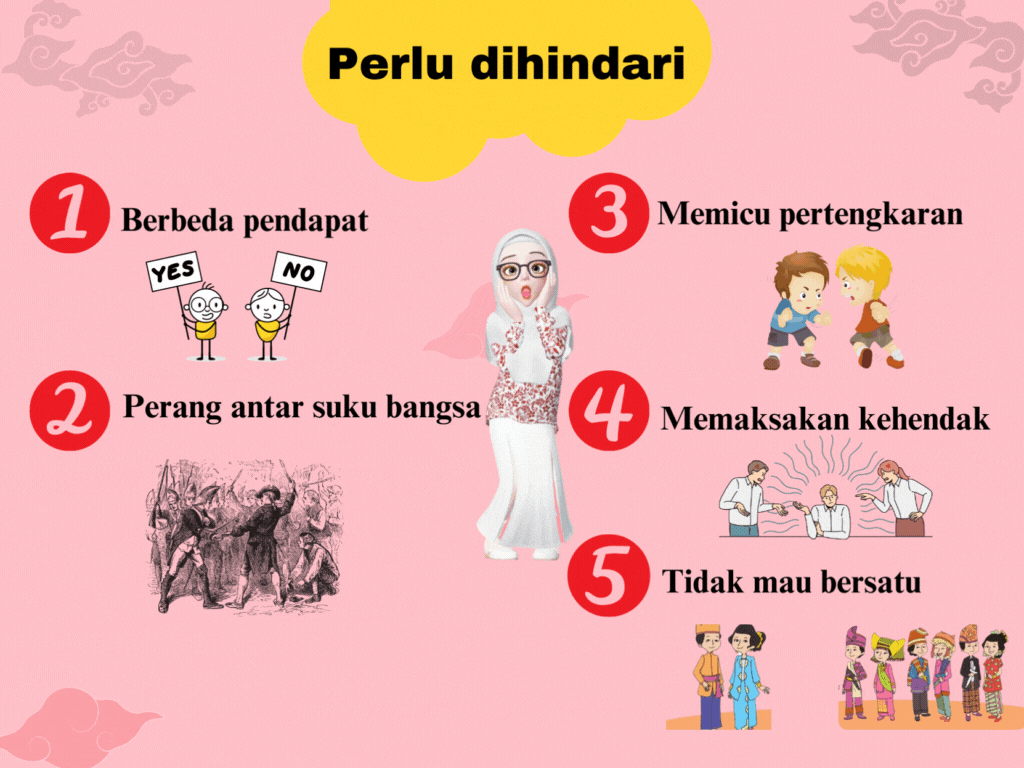 Perlu dihindari
1
Berbeda pendapat
YES
NO
2
Perang antar suku bangsa
3
Memicu pertengkaran
4
Memaksakan kehendak
5
Tidak mau bersatu